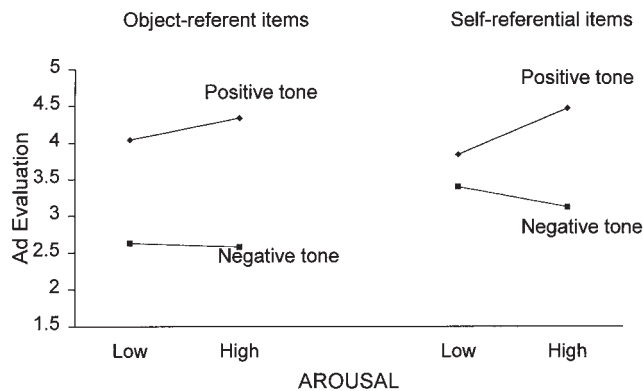 Object-referent items
Self-referential items
5
4.5
4
3.5
3
2.5
2
1.5
Ad Evaluation
Positive tone
Negative tone
Positive tone
Negative tone
Low
High
Low
High
AROUSAL